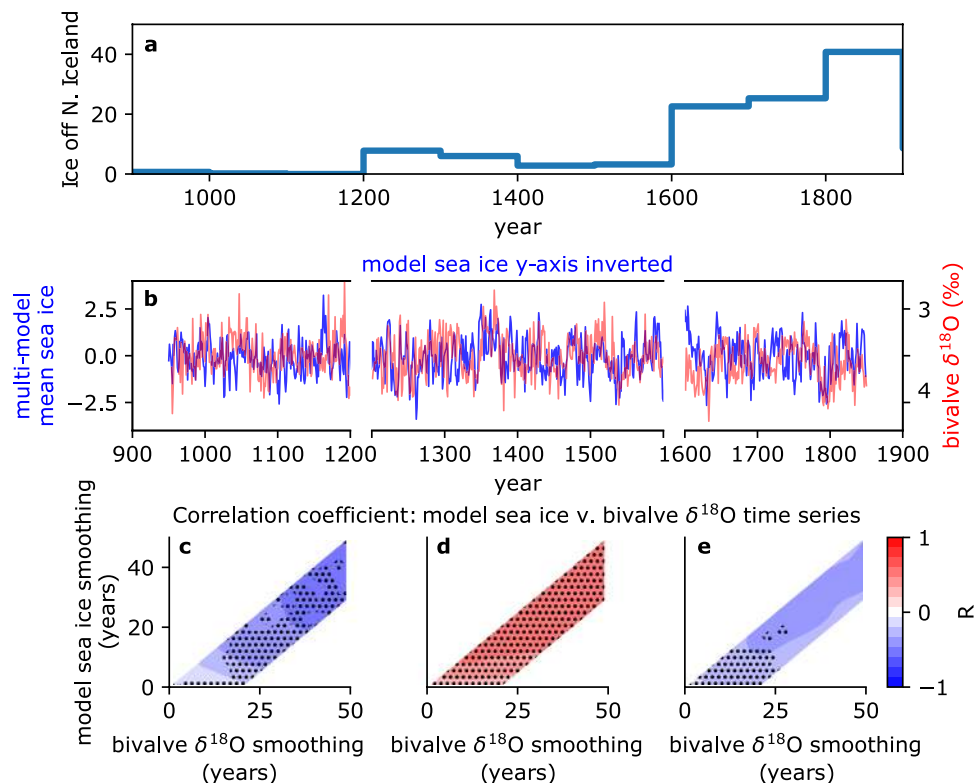 a
Ice off N. Iceland
40
20
0
1000 1200 1400 1600 1800
year
model sea ice y-axis inverted
b
multi-model
mean sea ice
2.5
0.0
−2.5
3
4
bivalve δ¹⁸O (‰)
900 1000 1100 1200 1300 1400 1500 1600 1700 1800 1900
year
Correlation coefficient: model sea ice v. bivalve δ¹⁸O time series
c d e
model sea ice smoothing
(years)
40
20
0
1
0
−1
R
0 25 50 0 25 50 0 25 50
bivalve δ¹⁸O smoothing bivalve δ¹⁸O smoothing bivalve δ¹⁸O smoothing
(years) (years) (years)